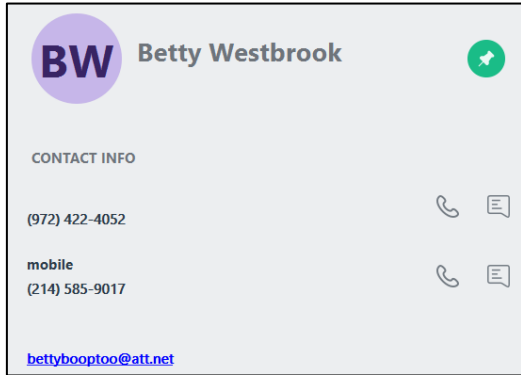 BW
Betty Westbrook
CONTACT INFO
(972) 422-4052
mobile
(214) 585-9017
bettybooptoo@att.net